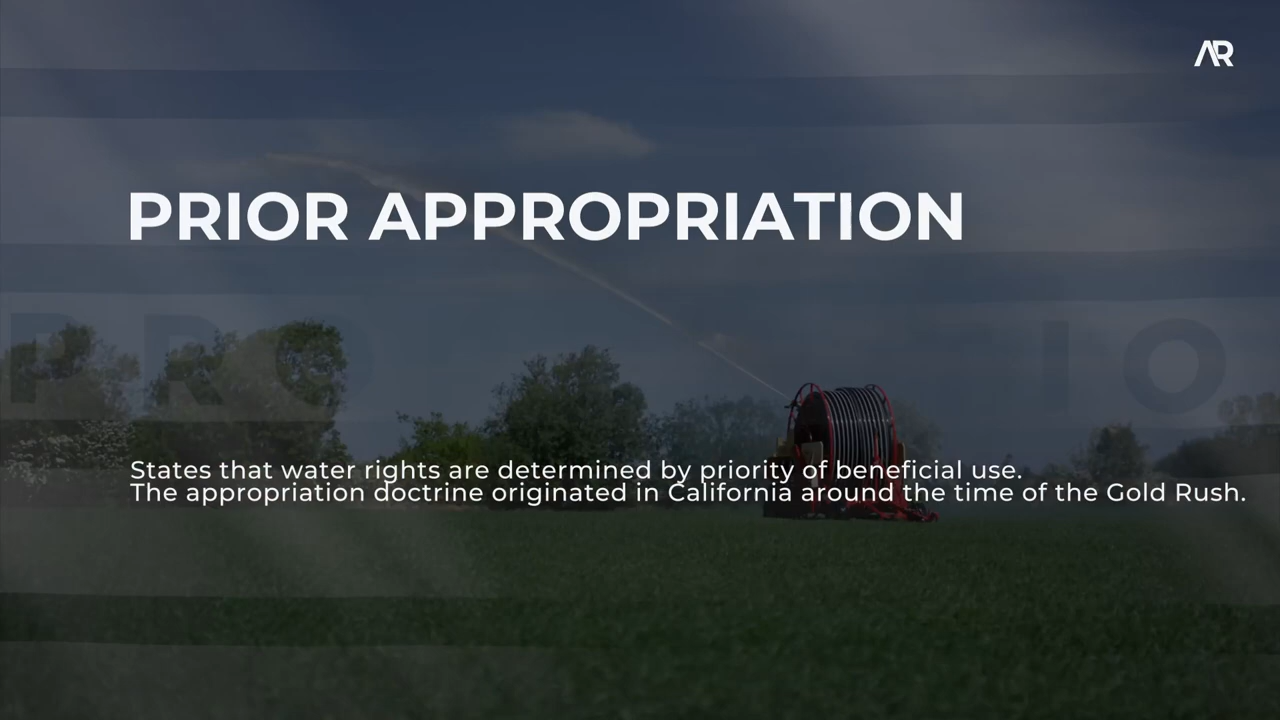 AR
PRIOR APPROPRIATION
States that water rights are determined by priority of beneficial use.
The appropriation doctrine originated in California around the time of the Gold Rush.